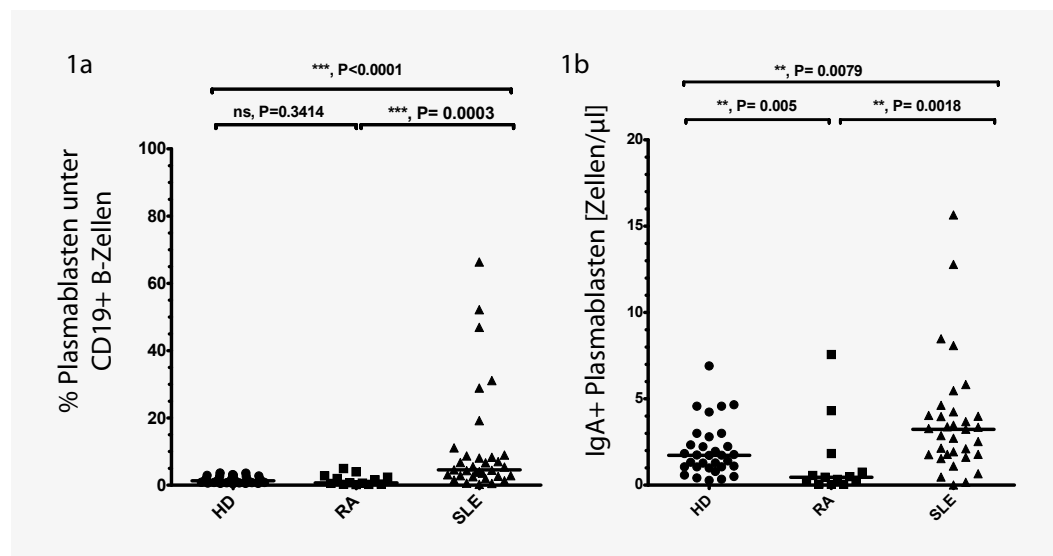 1a
***, P<0.0001
ns, P=0.3414
***, P= 0.0003
% Plasmablasten unter
CD19+ B-Zellen
100
80
60
40
20
0
HD
RA
SLE
1b
**, P= 0.0079
**, P= 0.005
**, P= 0.0018
IgA+ Plasmablasten [Zellen/µl]
20
15
10
5
0
HD
RA
SLE